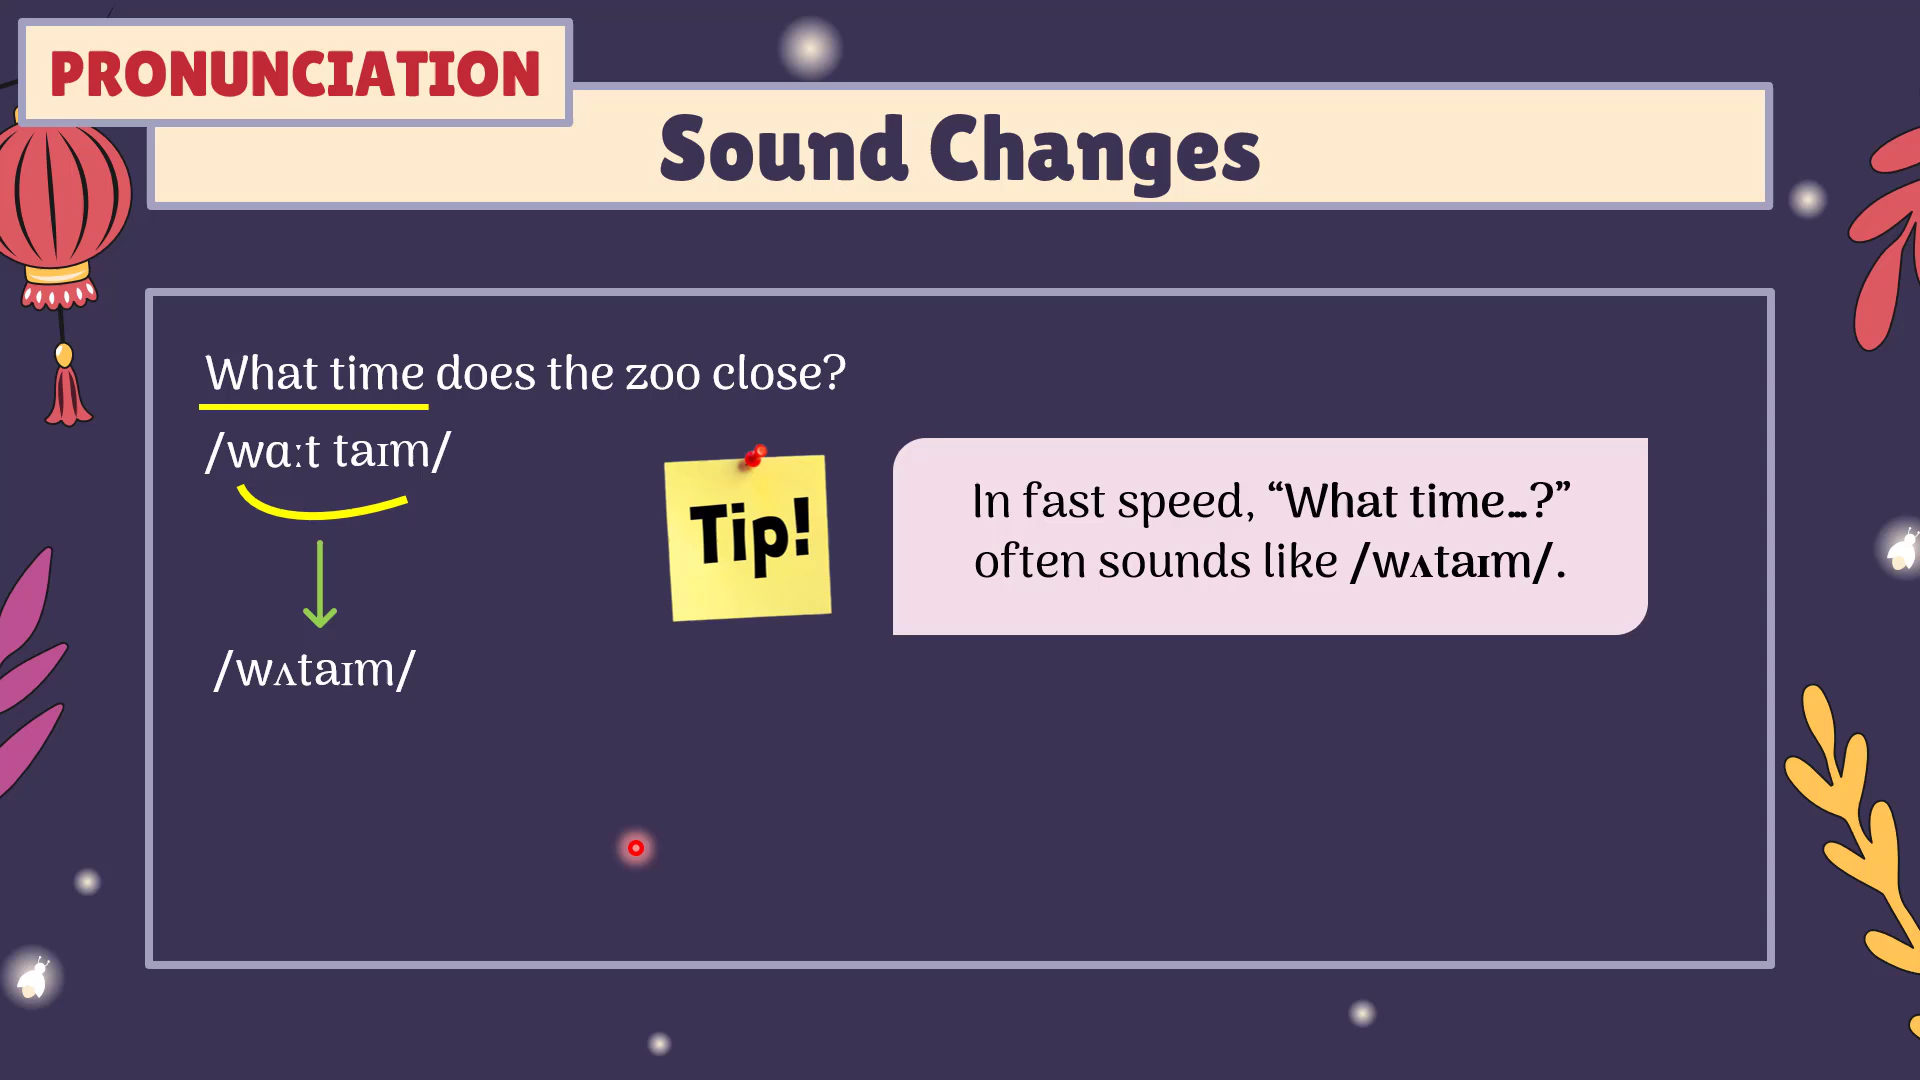 PRONUNCIATION
Sound Changes
What time does the zoo close?
/wɑːt taɪm/
Tip!
In fast speed, “What time...?”
often sounds like /wʌtaɪm/.
/wʌtaɪm/